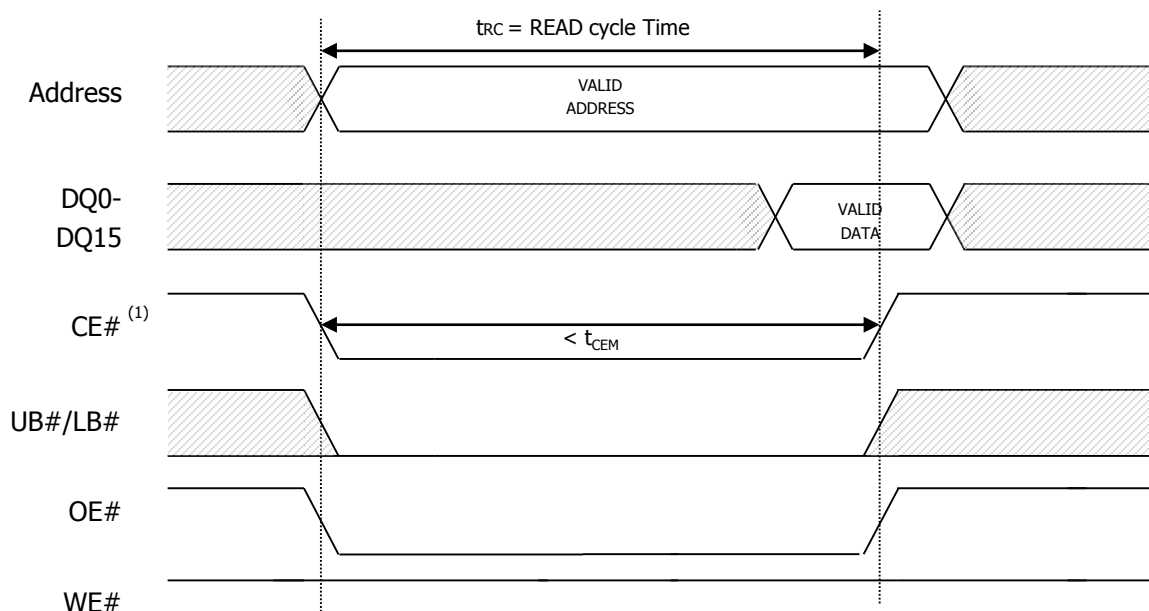 tRC = READ cycle Time
Address
VALID
ADDRESS
DQ0-
DQ15
VALID
DATA
CE# (1)
< tCEM
UB#/LB#
OE#
WE#